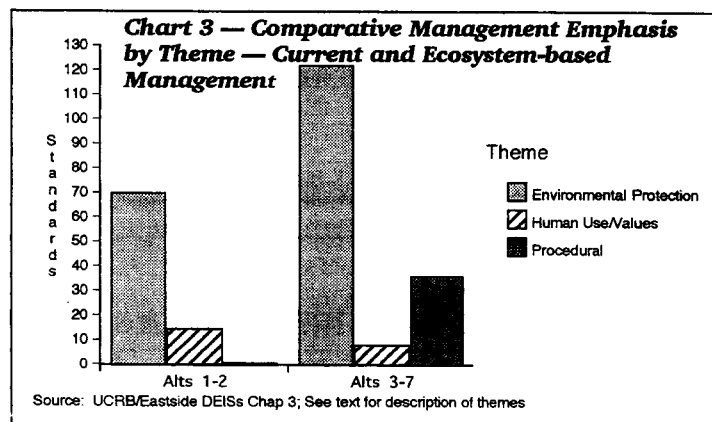 Chart 3 — Comparative Management Emphasis
by Theme — Current and Ecosystem-based
Management
130
120
110
100
90
80
70
60
50
40
30
20
10
0
Standards
Alts 1-2
Alts 3-7
Theme
Environmental Protection
Human Use/Values
Procedural
Source: UCRB/Eastside DEISs Chap 3; See text for description of themes